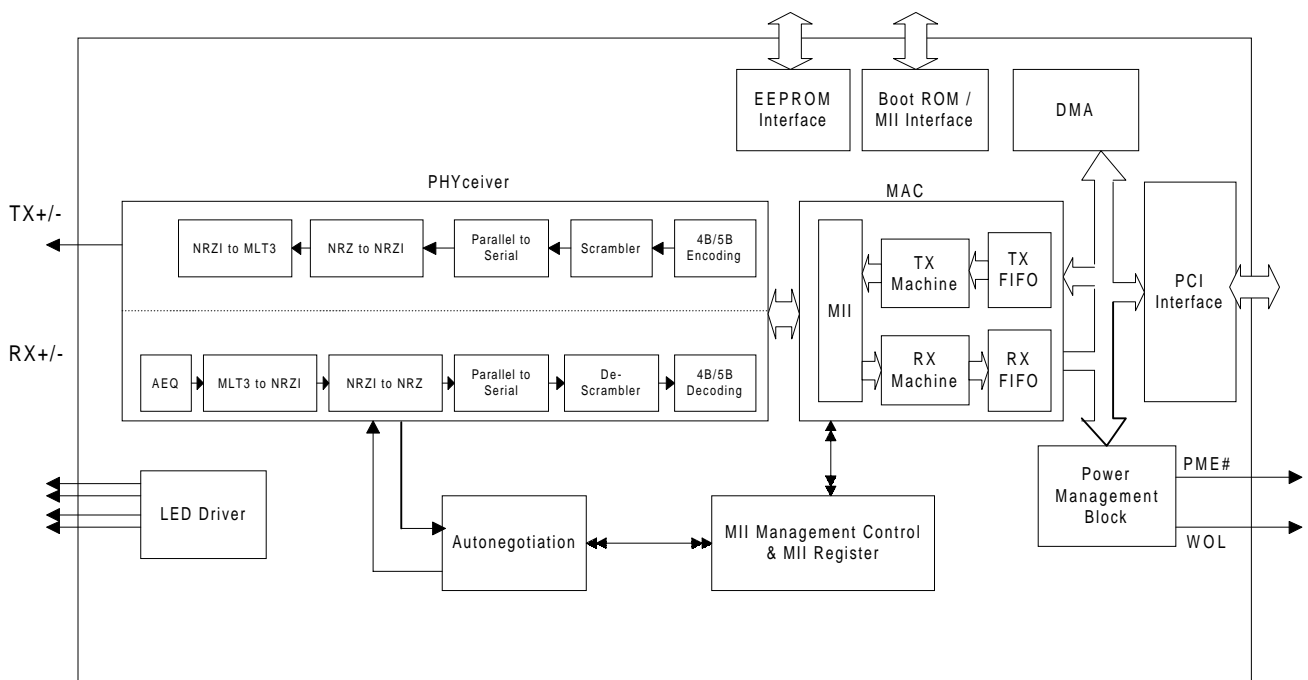 EEPROM
Interface
Boot ROM /
MII Interface
DMA
PHYceiver
MAC
TX+/-
NRZI to MLT3
NRZ to NRZI
Parallel to
Serial
Scrambler
4B/5B
Encoding
MII
TX
Machine
TX
FIFO
PCI
Interface
RX+/-
AEQ
MLT3 to NRZI
NRZI to NRZ
Parallel to
Serial
De-
Scrambler
4B/5B
Decoding
RX
Machine
RX
FIFO
LED Driver
Autonegotiation
MII Management Control
& MII Register
Power
Management
Block
PME#
WOL